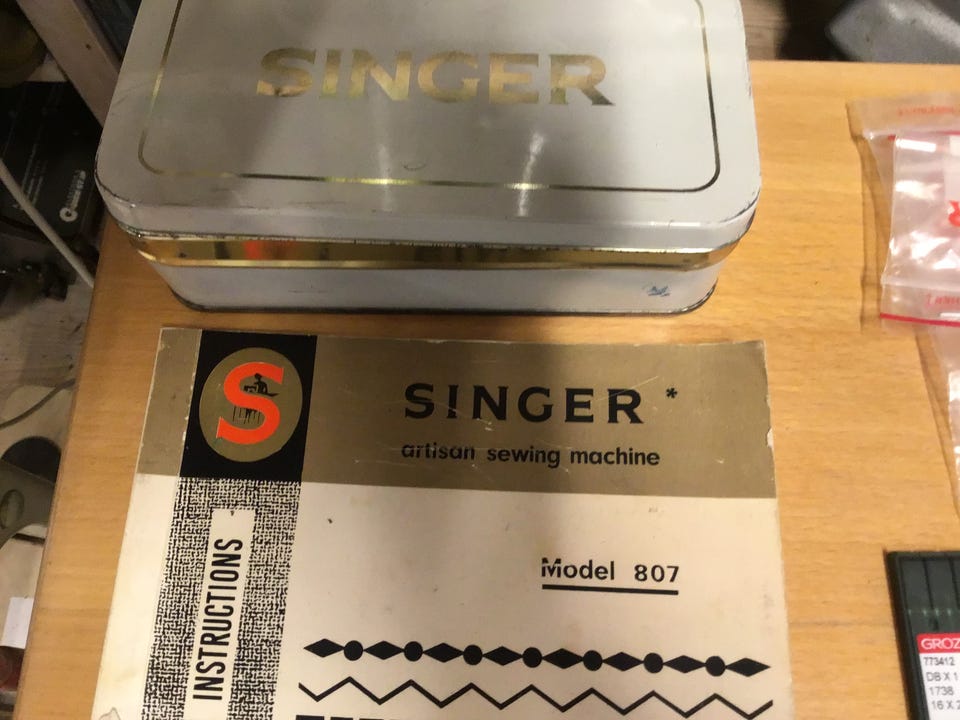 SINGER
S
SINGER *
artisan sewing machine
Model 807
INSTRUCTIONS
GROZ
773412
DB X 1
1738
16 X 2